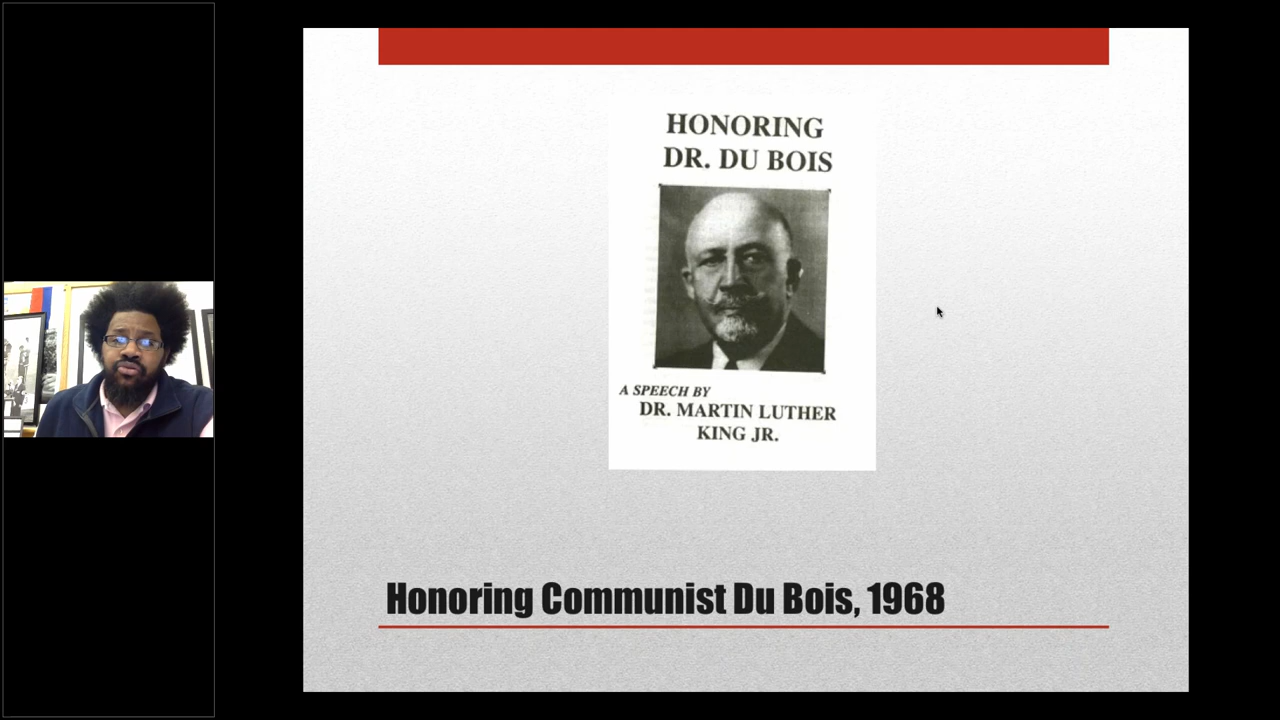 HONORING
DR. DU BOIS
A SPEECH BY
DR. MARTIN LUTHER
KING JR.
Honoring Communist Du Bois, 1968